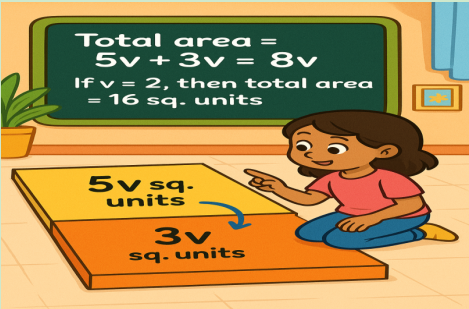 Total area =
5v + 3v = 8v
If v = 2, then total area
= 16 sq. units
5v sq.
units
3v
sq. units